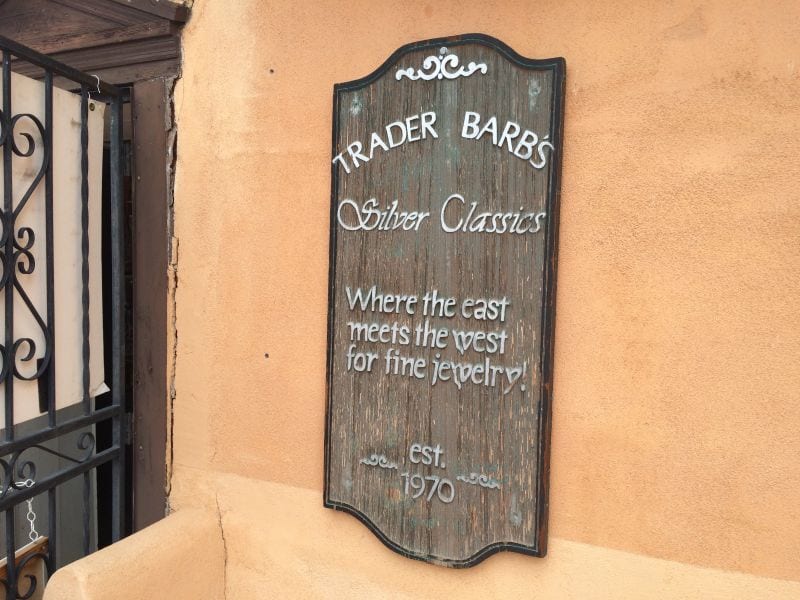 TRADER BARB'S
Silver Classics
Where the east
meets the west
for fine jewelry!
est.
1970